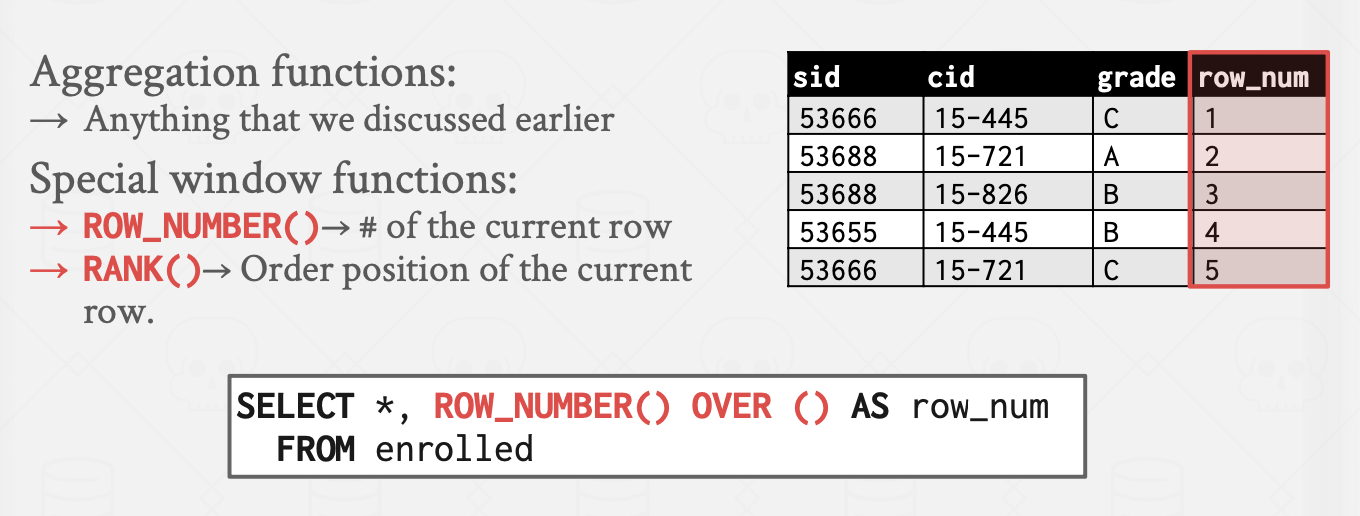 Aggregation functions:
→ Anything that we discussed earlier
Special window functions:
→ ROW_NUMBER()→ # of the current row
→ RANK()→ Order position of the current
row.
sid cid grade row_num
53666 15-445 C 1
53688 15-721 A 2
53688 15-826 B 3
53655 15-445 B 4
53666 15-721 C 5
SELECT *, ROW_NUMBER() OVER () AS row_num
FROM enrolled